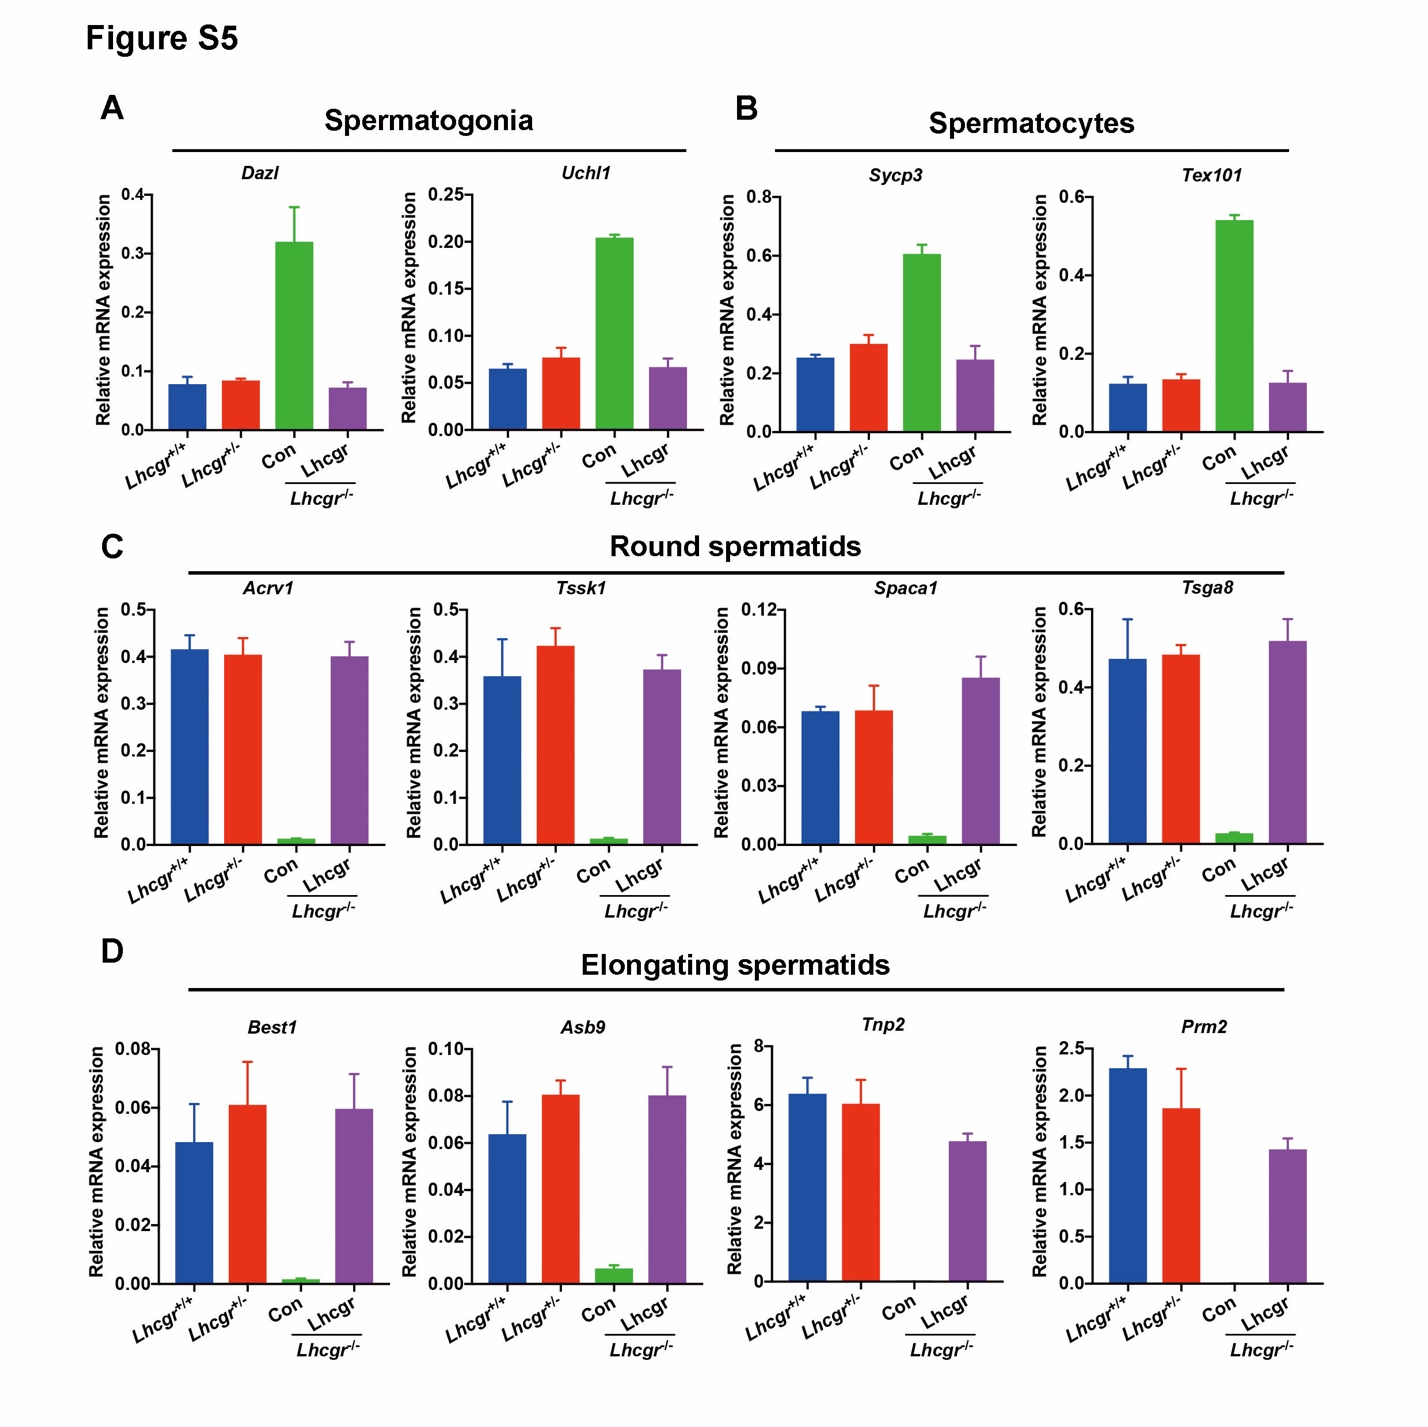 Figure S5
A
Spermatogonia
Dazl
Relative mRNA expression
0.4
0.3
0.2
0.1
0.0
Lhcgr+/+
Lhcgr+/-
Con
Lhcgr
Lhcgr-/-
Uchl1
Relative mRNA expression
0.25
0.20
0.15
0.10
0.05
0.00
Lhcgr+/+
Lhcgr+/-
Con
Lhcgr
Lhcgr-/-
B
Spermatocytes
Sycp3
Relative mRNA expression
0.8
0.6
0.4
0.2
0.0
Lhcgr+/+
Lhcgr+/-
Con
Lhcgr
Lhcgr-/-
Tex101
Relative mRNA expression
0.6
0.4
0.2
0.0
Lhcgr+/+
Lhcgr+/-
Con
Lhcgr
Lhcgr-/-
C
Round spermatids
Acrv1
Relative mRNA expression
0.5
0.4
0.3
0.2
0.1
0.0
Lhcgr+/+
Lhcgr+/-
Con
Lhcgr
Lhcgr-/-
Tssk1
Relative mRNA expression
0.5
0.4
0.3
0.2
0.1
0.0
Lhcgr+/+
Lhcgr+/-
Con
Lhcgr
Lhcgr-/-
Spaca1
Relative mRNA expression
0.12
0.09
0.06
0.03
0.00
Lhcgr+/+
Lhcgr+/-
Con
Lhcgr
Lhcgr-/-
Tsga8
Relative mRNA expression
0.6
0.4
0.2
0.0
Lhcgr+/+
Lhcgr+/-
Con
Lhcgr
Lhcgr-/-
D
Elongating spermatids
Best1
Relative mRNA expression
0.08
0.06
0.04
0.02
0.00
Lhcgr+/+
Lhcgr+/-
Con
Lhcgr
Lhcgr-/-
Asb9
Relative mRNA expression
0.10
0.08
0.06
0.04
0.02
0.00
Lhcgr+/+
Lhcgr+/-
Con
Lhcgr
Lhcgr-/-
Tnp2
Relative mRNA expression
8
6
4
2
0
Lhcgr+/+
Lhcgr+/-
Con
Lhcgr
Lhcgr-/-
Prm2
Relative mRNA expression
2.5
2.0
1.5
1.0
0.5
0.0
Lhcgr+/+
Lhcgr+/-
Con
Lhcgr
Lhcgr-/-